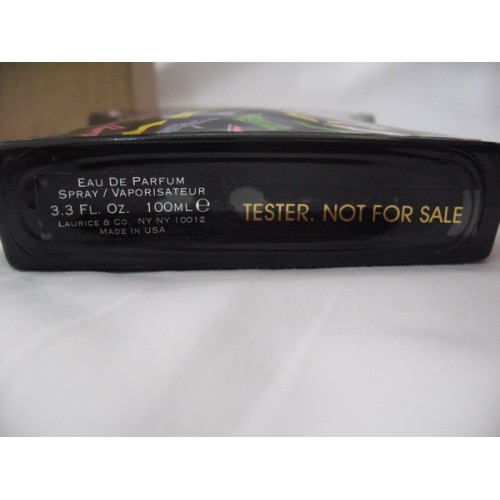 EAU DE PARFUM
SPRAY / VAPORISATEUR
3.3 FL. OZ. 100ML ℮
LAURICE & CO. NY NY 10012
MADE IN USA
TESTER. NOT FOR SALE